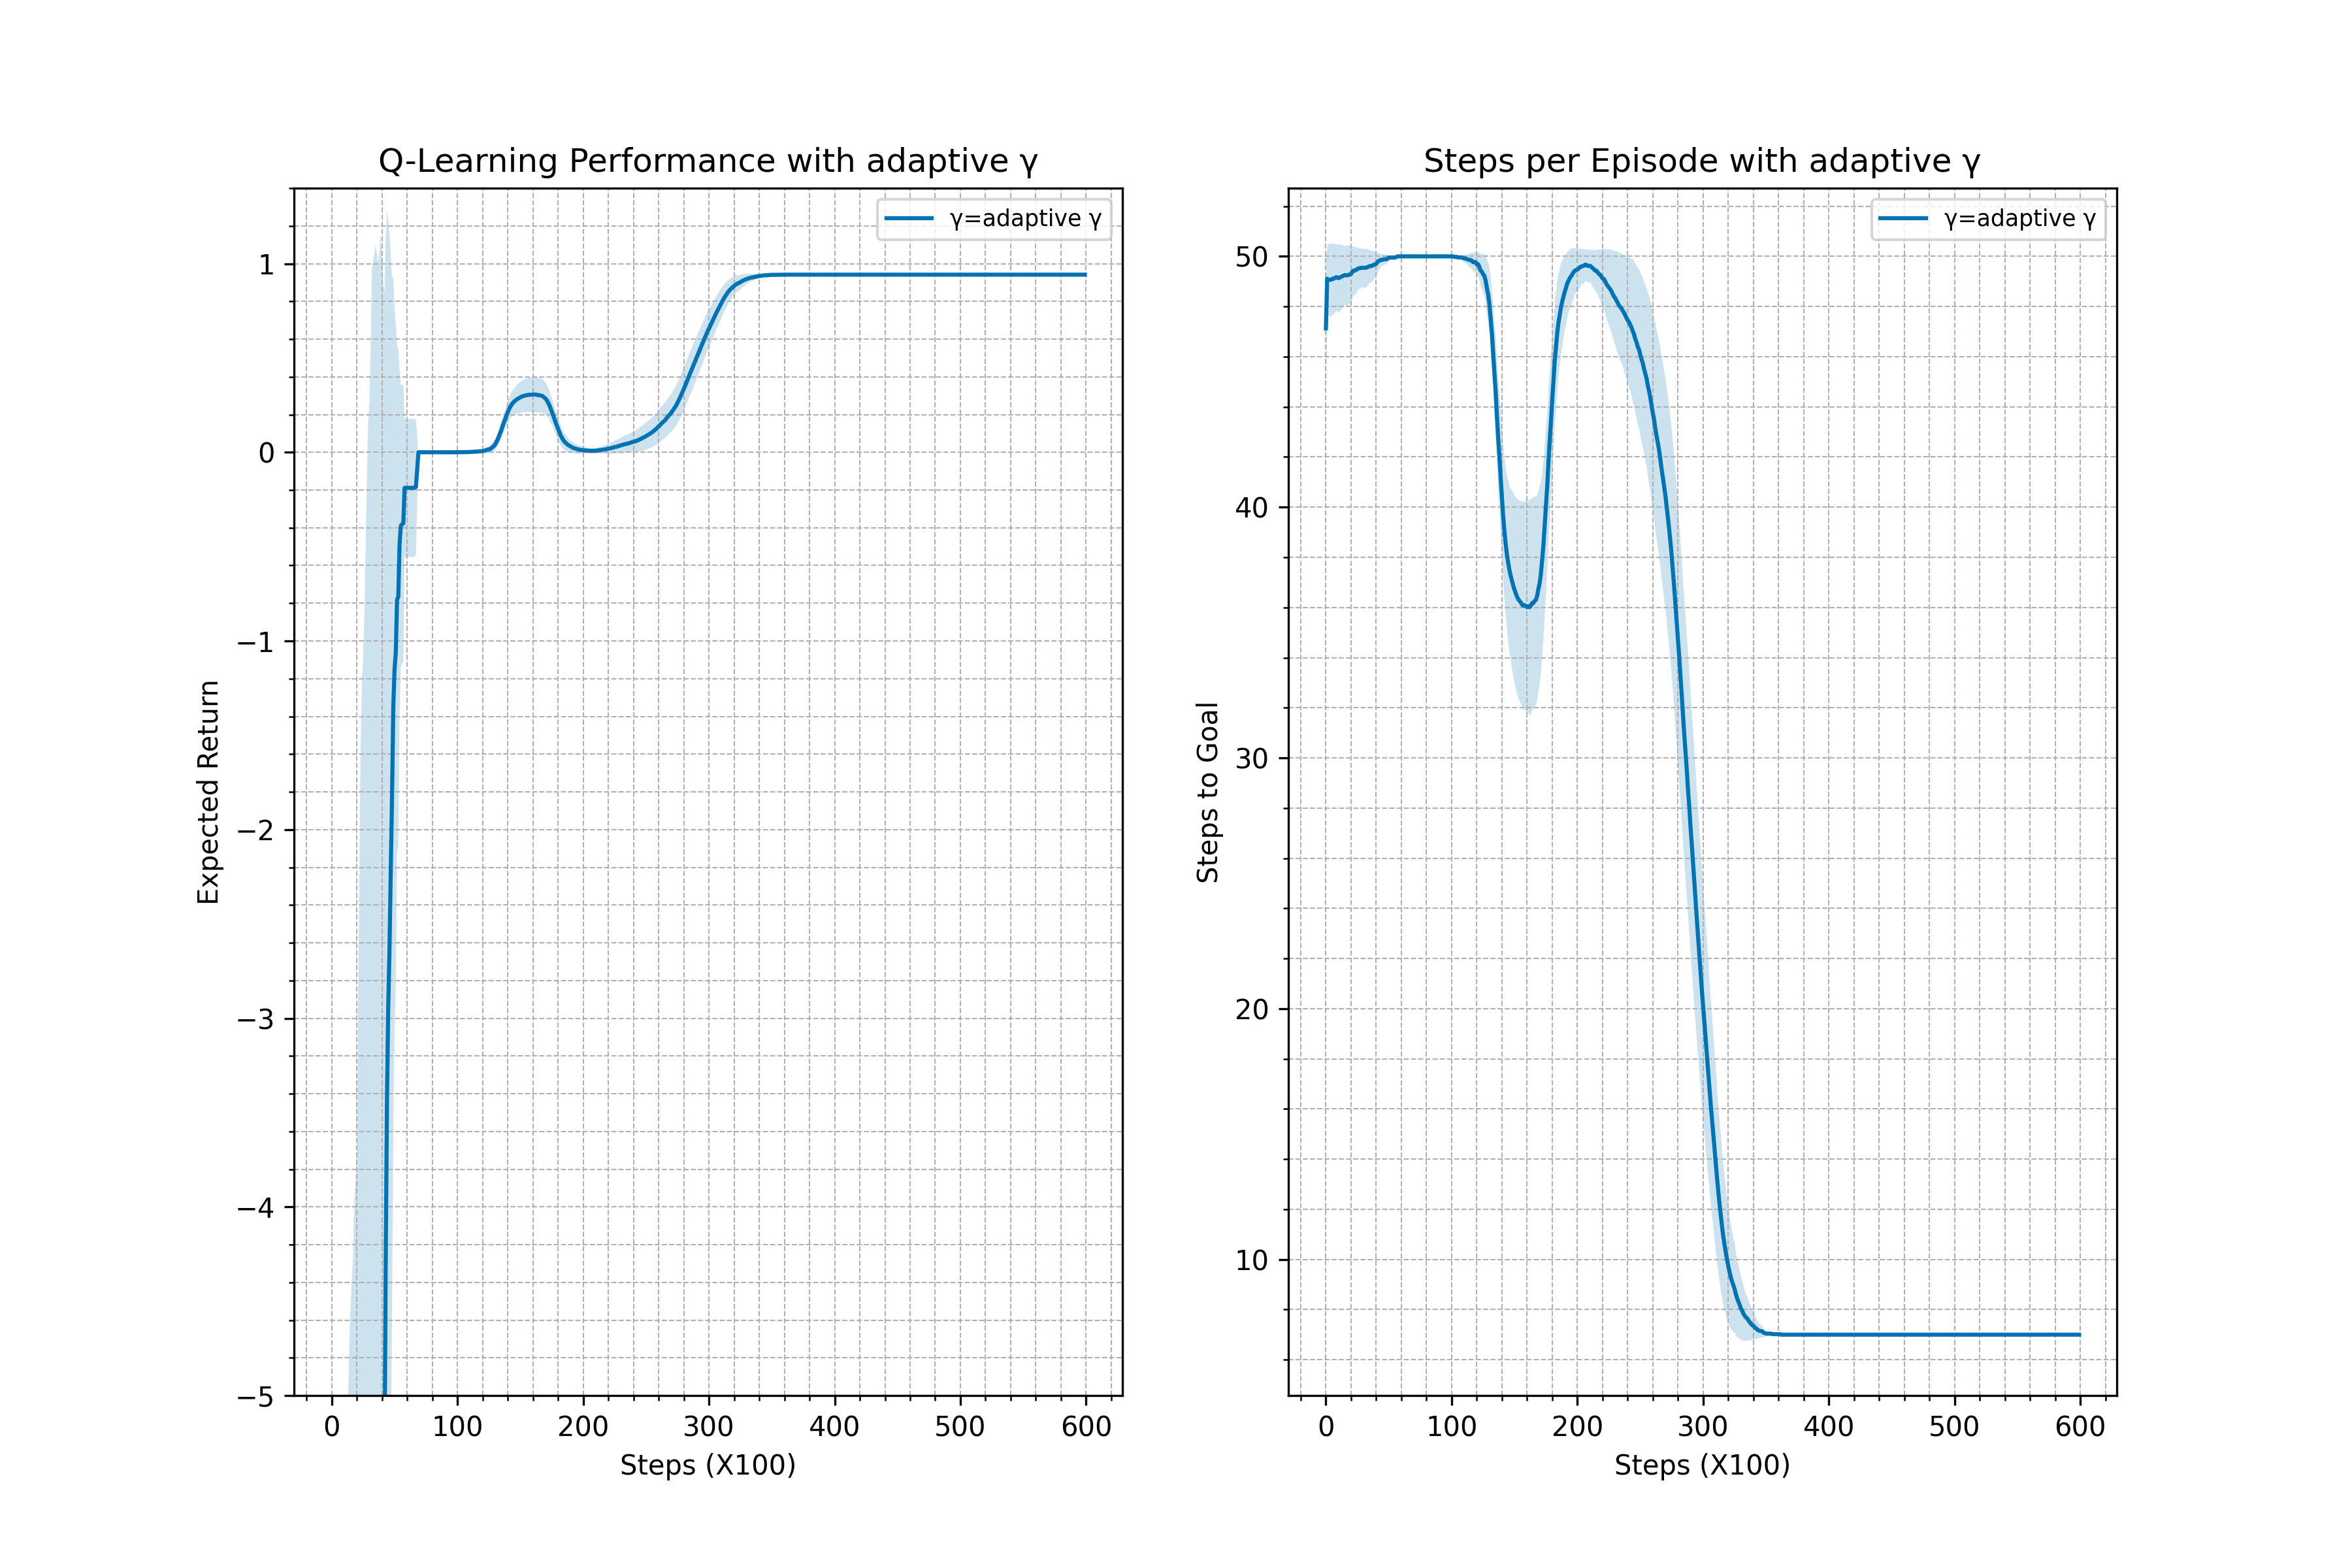 Q-Learning Performance with adaptive γ
γ=adaptive γ
1
0
−1
−2
−3
−4
−5
Expected Return
0 100 200 300 400 500 600
Steps (X100)
Steps per Episode with adaptive γ
γ=adaptive γ
50
40
30
20
10
Steps to Goal
0 100 200 300 400 500 600
Steps (X100)